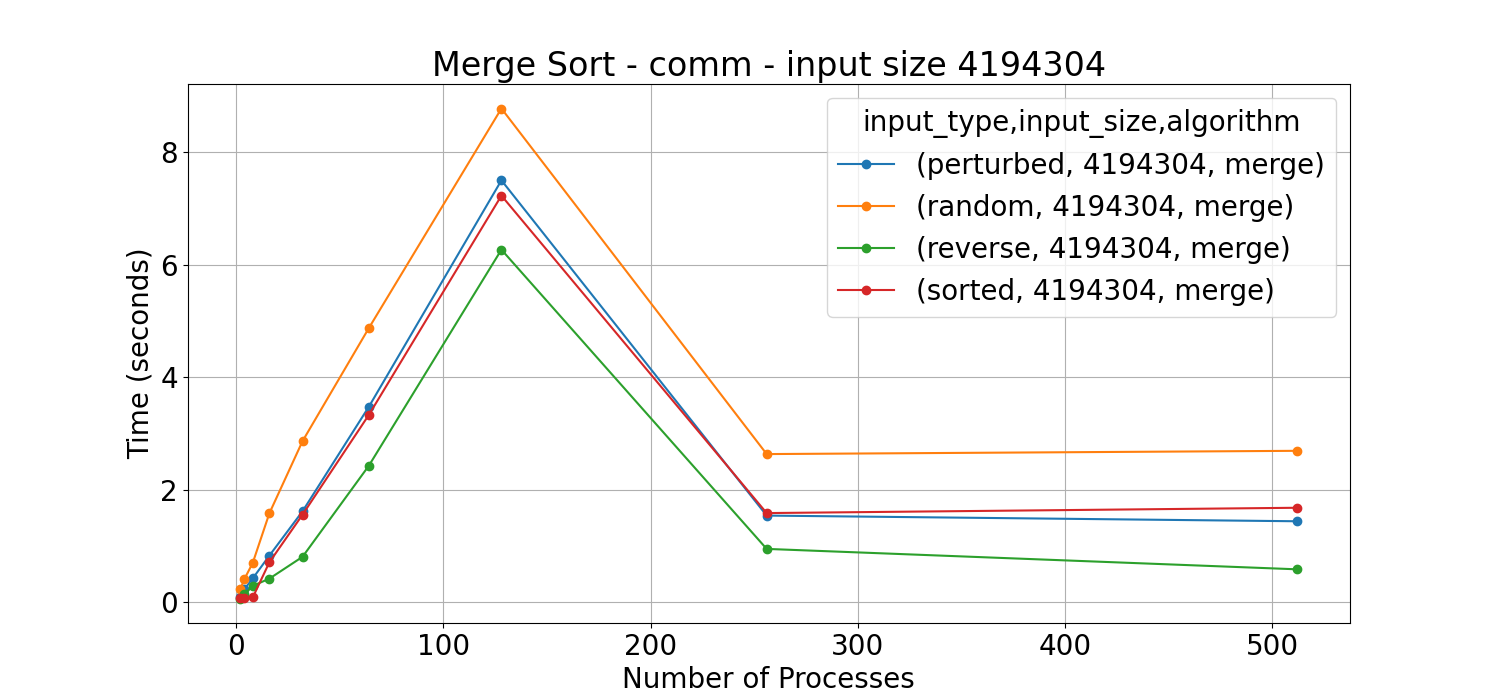 Merge Sort - comm - input size 4194304
input_type,input_size,algorithm
(perturbed, 4194304, merge)
(random, 4194304, merge)
(reverse, 4194304, merge)
(sorted, 4194304, merge)
Time (seconds)
8
6
4
2
0
0 100 200 300 400 500
Number of Processes